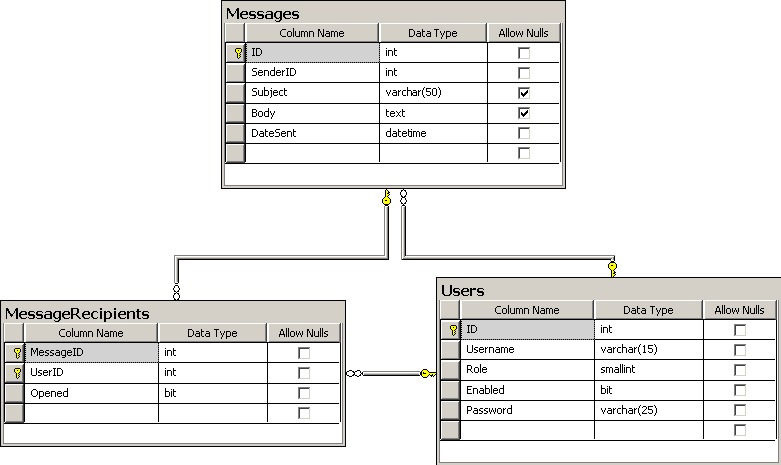 Messages
Column Name Data Type Allow Nulls
ID int
SenderID int
Subject varchar(50)
Body text
DateSent datetime
MessageRecipients
Column Name Data Type Allow Nulls
MessageID int
UserID int
Opened bit
Users
Column Name Data Type Allow Nulls
ID int
Username varchar(15)
Role smallint
Enabled bit
Password varchar(25)